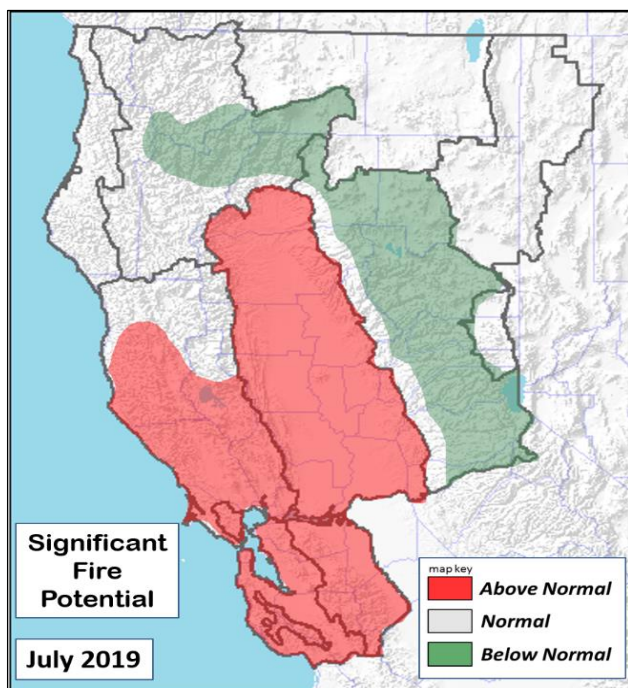 Significant
Fire
Potential
July 2019
map key
Above Normal
Normal
Below Normal